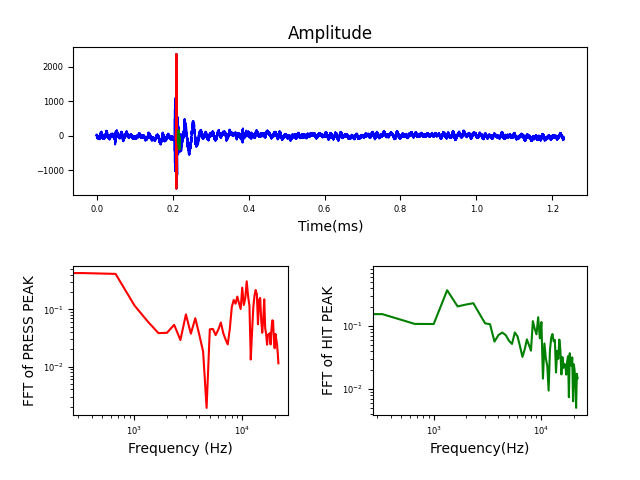 Amplitude
2000
1000
0
−1000
0.0 0.2 0.4 0.6 0.8 1.0 1.2
Time(ms)
FFT of PRESS PEAK
10⁻¹
10⁻²
10³ 10⁴
Frequency (Hz)
FFT of HIT PEAK
10⁻¹
10⁻²
10³ 10⁴
Frequency(Hz)